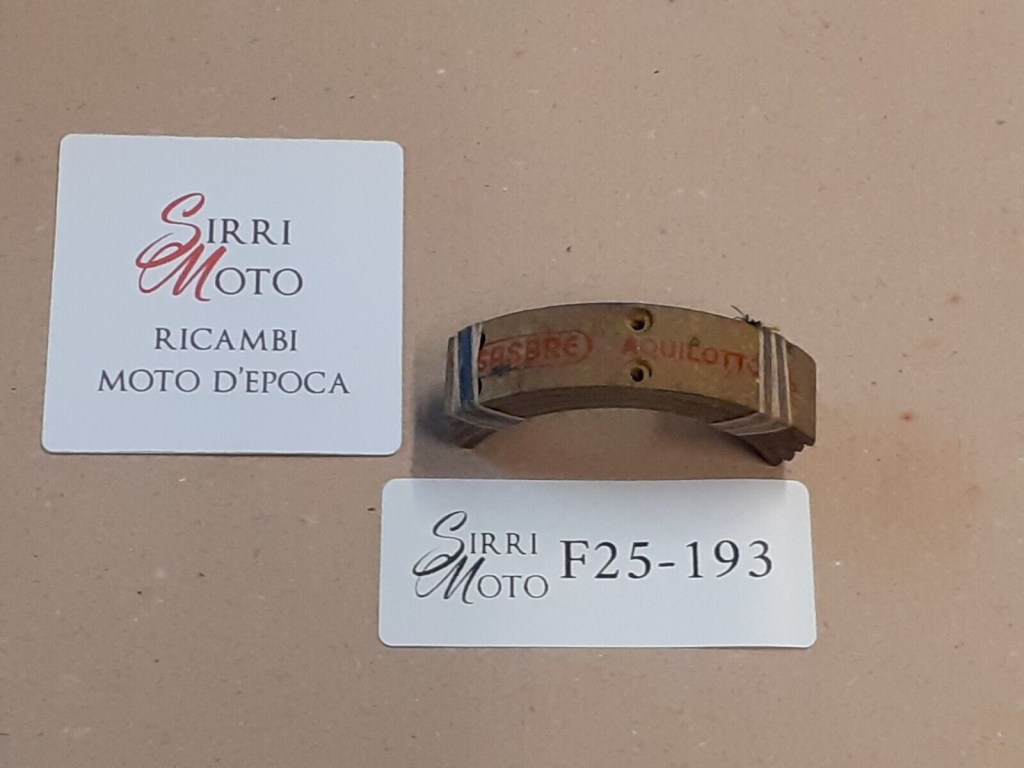 SIRRI
MOTO
RICAMBI
MOTO D'EPOCA
SASBRE AQUILOTTO
SIRRI
MOTO
F25-193